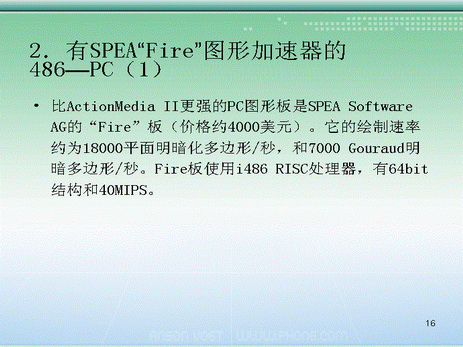 2. 有SPEA“Fire”图形加速器的
486—PC（1）
• 比ActionMedia II更强的PC图形板是SPEA Software
AG的“Fire”板（价格约4000美元）。它的绘制速率
约为18000平面明暗化多边形/秒，和7000 Gouraud明
暗多边形/秒。Fire板使用i486 RISC处理器，有64bit
结构和40MIPS。
16